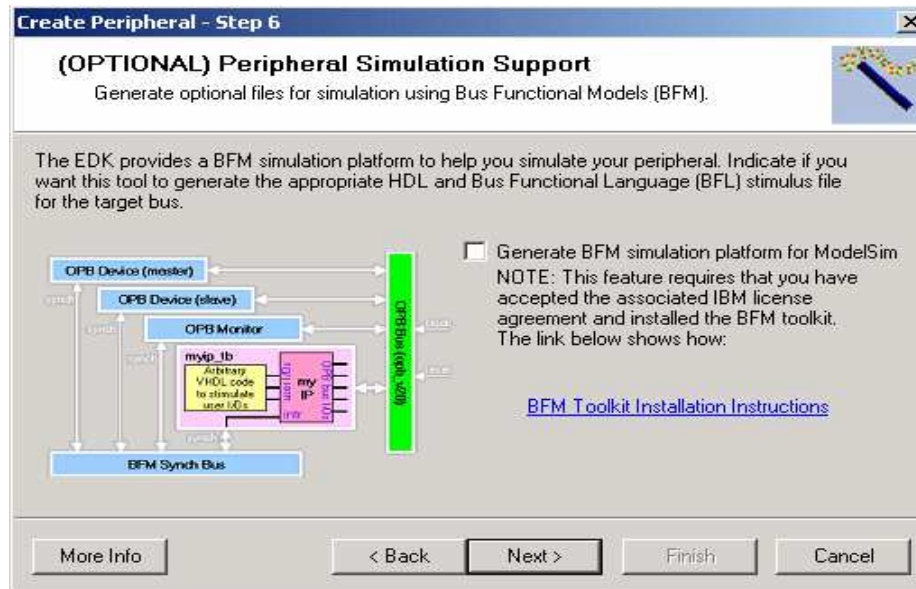 Create Peripheral - Step 6
(OPTIONAL) Peripheral Simulation Support
Generate optional files for simulation using Bus Functional Models (BFM).
The EDK provides a BFM simulation platform to help you simulate your peripheral. Indicate if you
want this tool to generate the appropriate HDL and Bus Functional Language (BFL) stimulus file
for the target bus.
OPB Device (master)
OPB Device (slave)
OPB Monitor
myip_tb
Arbitrary
VHDL code
to stimulate
user I/Os
my
IP
intr
OPB bus I/Os
OPB Bus (opb_v20)
synch
synch
BFM Synch Bus
Generate BFM simulation platform for ModelSim
NOTE: This feature requires that you have
accepted the associated IBM license
agreement and installed the BFM toolkit.
The link below shows how:
BFM Toolkit Installation Instructions
More Info
< Back
Next >
Finish
Cancel